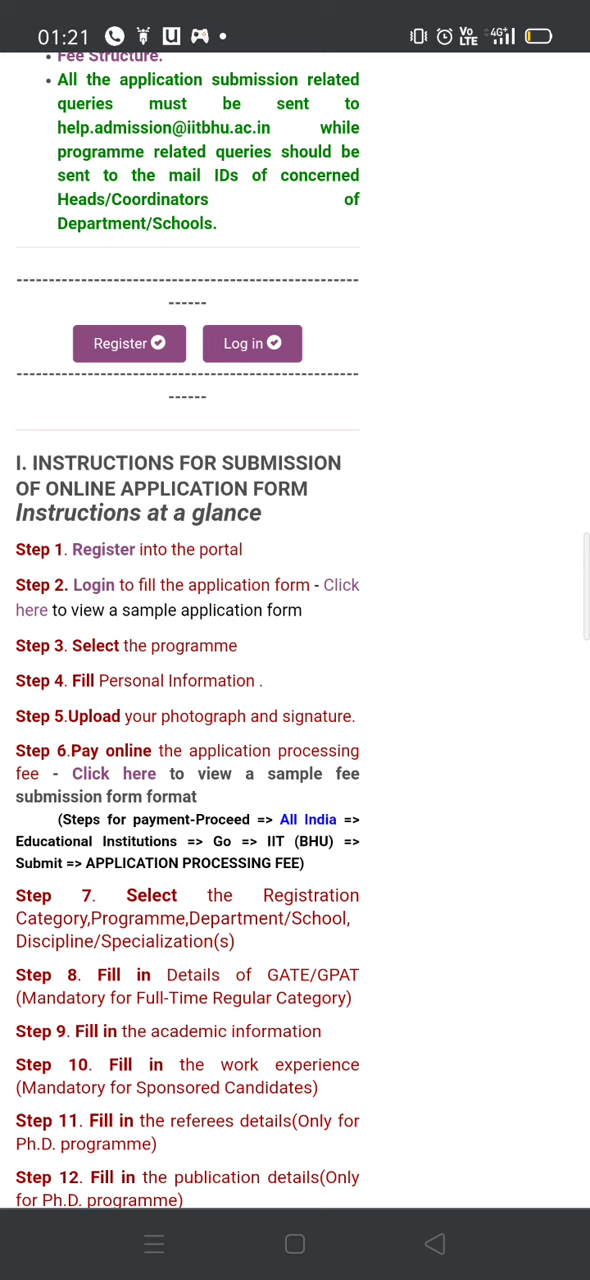 01:21
Vo LTE 4G+
• Fee Structure.
• All the application submission related
queries must be sent to
help.admission@iitbhu.ac.in while
programme related queries should be
sent to the mail IDs of concerned
Heads/Coordinators of
Department/Schools.
-----------------------------------------------------
------
Register Log in
-----------------------------------------------------
------
I. INSTRUCTIONS FOR SUBMISSION
OF ONLINE APPLICATION FORM
Instructions at a glance
Step 1. Register into the portal
Step 2. Login to fill the application form - Click
here to view a sample application form
Step 3. Select the programme
Step 4. Fill Personal Information .
Step 5.Upload your photograph and signature.
Step 6.Pay online the application processing
fee - Click here to view a sample fee
submission form format
(Steps for payment-Proceed => All India =>
Educational Institutions => Go => IIT (BHU) =>
Submit => APPLICATION PROCESSING FEE)
Step 7. Select the Registration
Category,Programme,Department/School,
Discipline/Specialization(s)
Step 8. Fill in Details of GATE/GPAT
(Mandatory for Full-Time Regular Category)
Step 9. Fill in the academic information
Step 10. Fill in the work experience
(Mandatory for Sponsored Candidates)
Step 11. Fill in the referees details(Only for
Ph.D. programme)
Step 12. Fill in the publication details(Only
for Ph.D. programme)